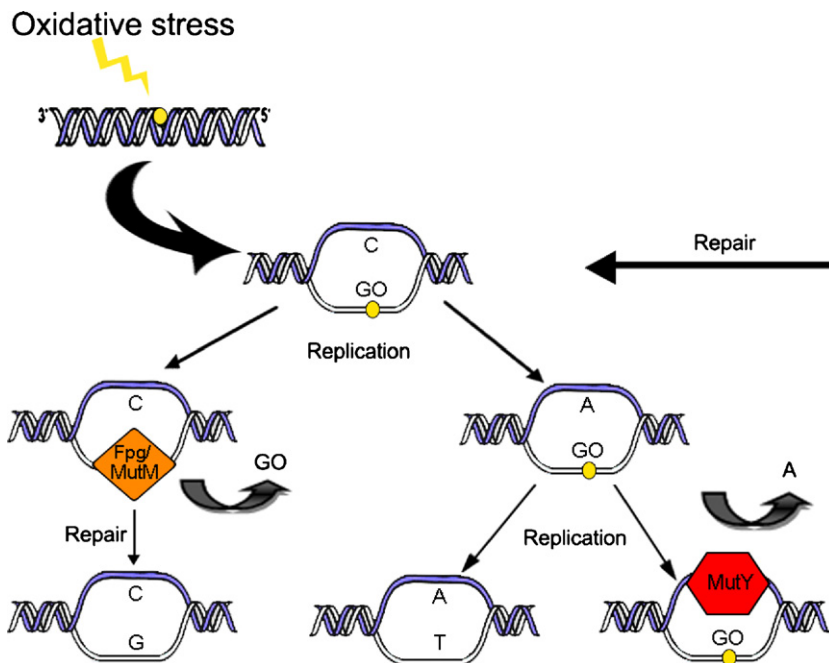 Oxidative stress
3' 5'
C
Repair
GO
Replication
C
A
Fpg/
MutM
GO
GO
A
Repair
Replication
MutY
C
A
G
T
GO